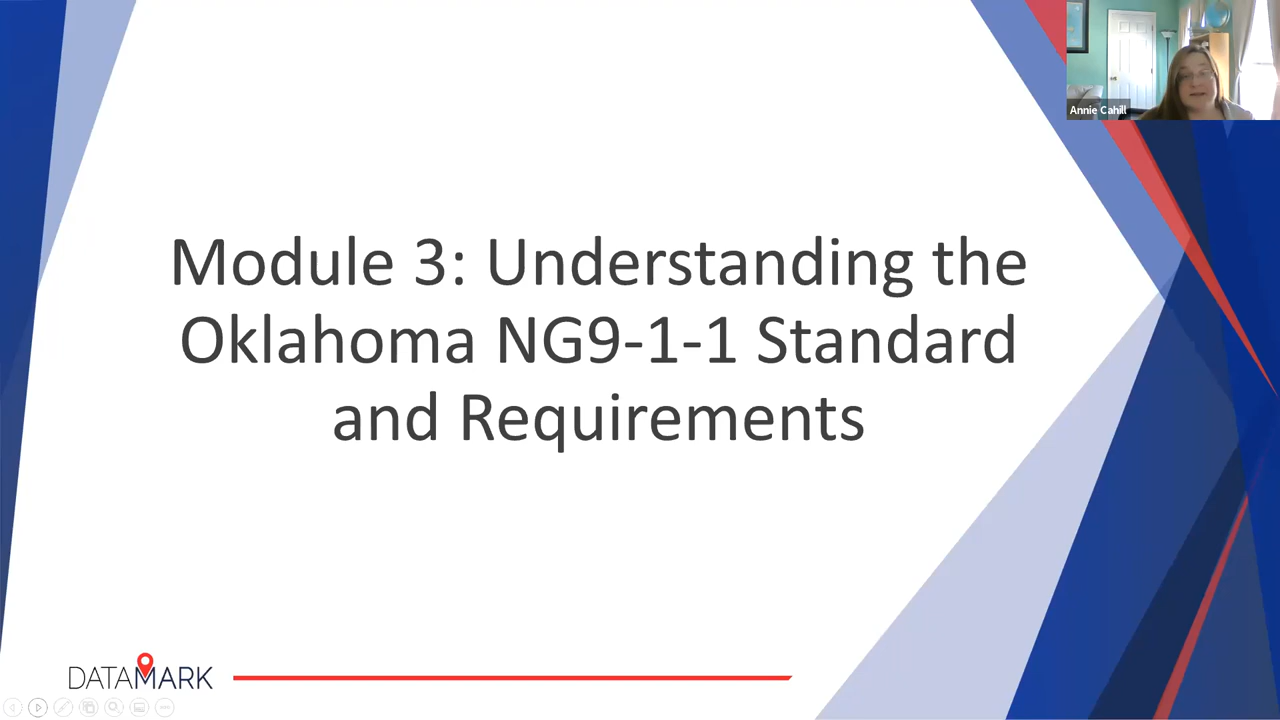 Annie Cahill
Module 3: Understanding the
Oklahoma NG9-1-1 Standard
and Requirements
DATAMARK